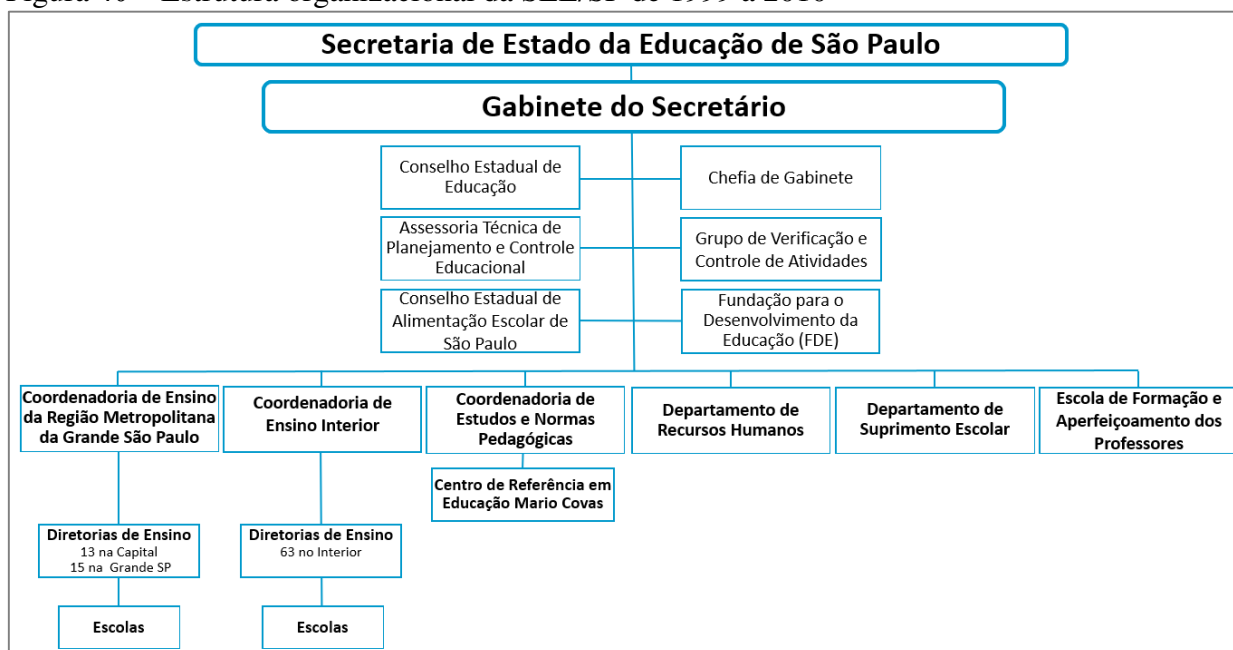 Secretaria de Estado da Educação de São Paulo
Gabinete do Secretário
Conselho Estadual de
Educação
Chefia de Gabinete
Assessoria Técnica de
Planejamento e Controle
Educacional
Grupo de Verificação e
Controle de Atividades
Conselho Estadual de
Alimentação Escolar de
São Paulo
Fundação para o
Desenvolvimento da
Educação (FDE)
Coordenadoria de Ensino
da Região Metropolitana
da Grande São Paulo
Coordenadoria de
Ensino Interior
Coordenadoria de
Estudos e Normas
Pedagógicas
Departamento de
Recursos Humanos
Departamento de
Suprimento Escolar
Escola de Formação e
Aperfeiçoamento dos
Professores
Centro de Referência em
Educação Mario Covas
Diretorias de Ensino
13 na Capital
15 na Grande SP
Diretorias de Ensino
63 no Interior
Escolas
Escolas